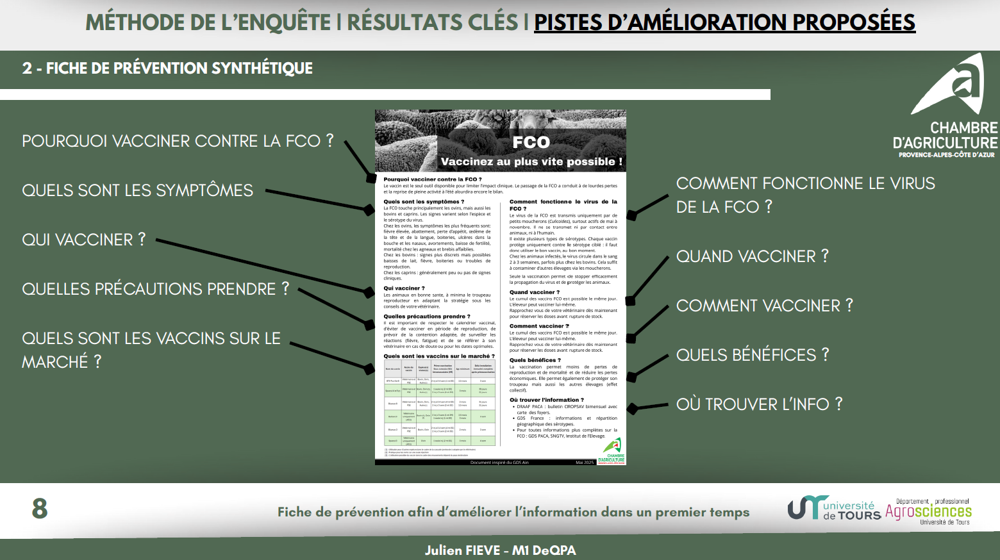 MÉTHODE DE L'ENQUÊTE | RÉSULTATS CLÉS | PISTES D'AMÉLIORATION PROPOSÉES
2 - FICHE DE PRÉVENTION SYNTHÉTIQUE
CHAMBRE
D'AGRICULTURE
PROVENCE-ALPES-CÔTE D'AZUR
POURQUOI VACCINER CONTRE LA FCO ?
QUELS SONT LES SYMPTÔMES
QUI VACCINER ?
QUELLES PRÉCAUTIONS PRENDRE ?
QUELS SONT LES VACCINS SUR LE
MARCHÉ ?
FCO
Vaccinez au plus vite possible !
Pourquoi vacciner contre la FCO ?
Le vaccin est le seul outil disponible pour limiter l'impact clinique. Le passage de la FCO a conduit à de lourdes pertes
et la reprise de pleine activité à l'été alourdira encore le bilan.
Quels sont les symptômes ?
La FCO touche principalement les ovins, mais aussi les
bovins et caprins. Les signes varient selon l'espèce et
le sérotype du virus.
Chez les ovins, les symptômes les plus fréquents sont:
fièvre élevée, abattement, perte d'appétit, œdème de
la tête et de la langue, boiteries, ulcères dans la
bouche et les nasaux, avortements, baisse de fertilité,
mortalité chez les agneaux et brebis affaiblies.
Chez les bovins : signes plus discrets mais possibles
baisses de lait, fièvre, boiteries ou troubles de
reproduction.
Chez les caprins : généralement peu ou pas de signes
cliniques.
Qui vacciner ?
Les animaux en bonne santé, à minima le troupeau
reproducteur en adaptant la stratégie sous les
conseils de votre vétérinaire.
Quelles précautions prendre ?
Il est important de respecter le calendrier vaccinal,
d'éviter de vacciner en période de reproduction, de
prévoir de la contention adaptée, de surveiller les
réactions (fièvre, fatigue) et de se référer à son
vétérinaire en cas de doute ou pour les dates optimales.
Quels sont les vaccins sur le marché ?
Comment fonctionne le virus de la
FCO ?
Le virus de la FCO est transmis uniquement par de
petits moucherons (Culicoïdes), surtout actifs de mai à
novembre. Il ne se transmet ni par contact entre
animaux, ni à l'humain.
Il existe plusieurs types de sérotypes. Chaque vaccin
protège uniquement contre lle sérotype ciblé : il faut
donc utiliser le bon vaccin, au bon moment.
Chez les animaux infectés, le virus circule dans le sang
2 à 3 semaines, parfois plus chez les bovins. Cela suffit
à contaminer d'autres élevages via les moucherons.
Seule la vaccination permet de stopper efficacement
la propagation du virus et de protéger les animaux.
Quand vacciner ?
Le cumul des vaccins FCO est possible le même jour.
L'éleveur peut vacciner lui-même.
Rapprochez vous de votre vétérinaire dès maintenant
pour réserver les doses avant rupture de stock.
Comment vacciner ?
Le cumul des vaccins FCO est possible le même jour.
L'éleveur peut vacciner lui-même.
Rapprochez vous de votre vétérinaire dès maintenant
pour réserver les doses avant rupture de stock.
Quels bénéfices ?
La vaccination permet moins de pertes de
reproduction et de mortalité et de réduire les pertes
économiques. Elle permet également de protéger son
troupeau mais aussi les autres élevages (effet
collectif).
Où trouver l'information ?
• DRAAF PACA : bulletin CROPSAV bimensuel avec
carte des foyers.
• GDS France : informations et répartition
géographique des sérotypes.
• Pour toutes informations plus complètes sur la
FCO : GDS PACA, SNGTV, Institut de l'Elevage.
CHAMBRE
D'AGRICULTURE
Document inspiré du GDS Ain
Mai 2025
COMMENT FONCTIONNE LE VIRUS
DE LA FCO ?
QUAND VACCINER ?
COMMENT VACCINER ?
QUELS BÉNÉFICES ?
OÙ TROUVER L'INFO ?
8
Fiche de prévention afin d'améliorer l'information dans un premier temps
université
de TOURS
Département professionnel
Agrosciences
Université de Tours
Julien FIEVE - M1 DeQPA